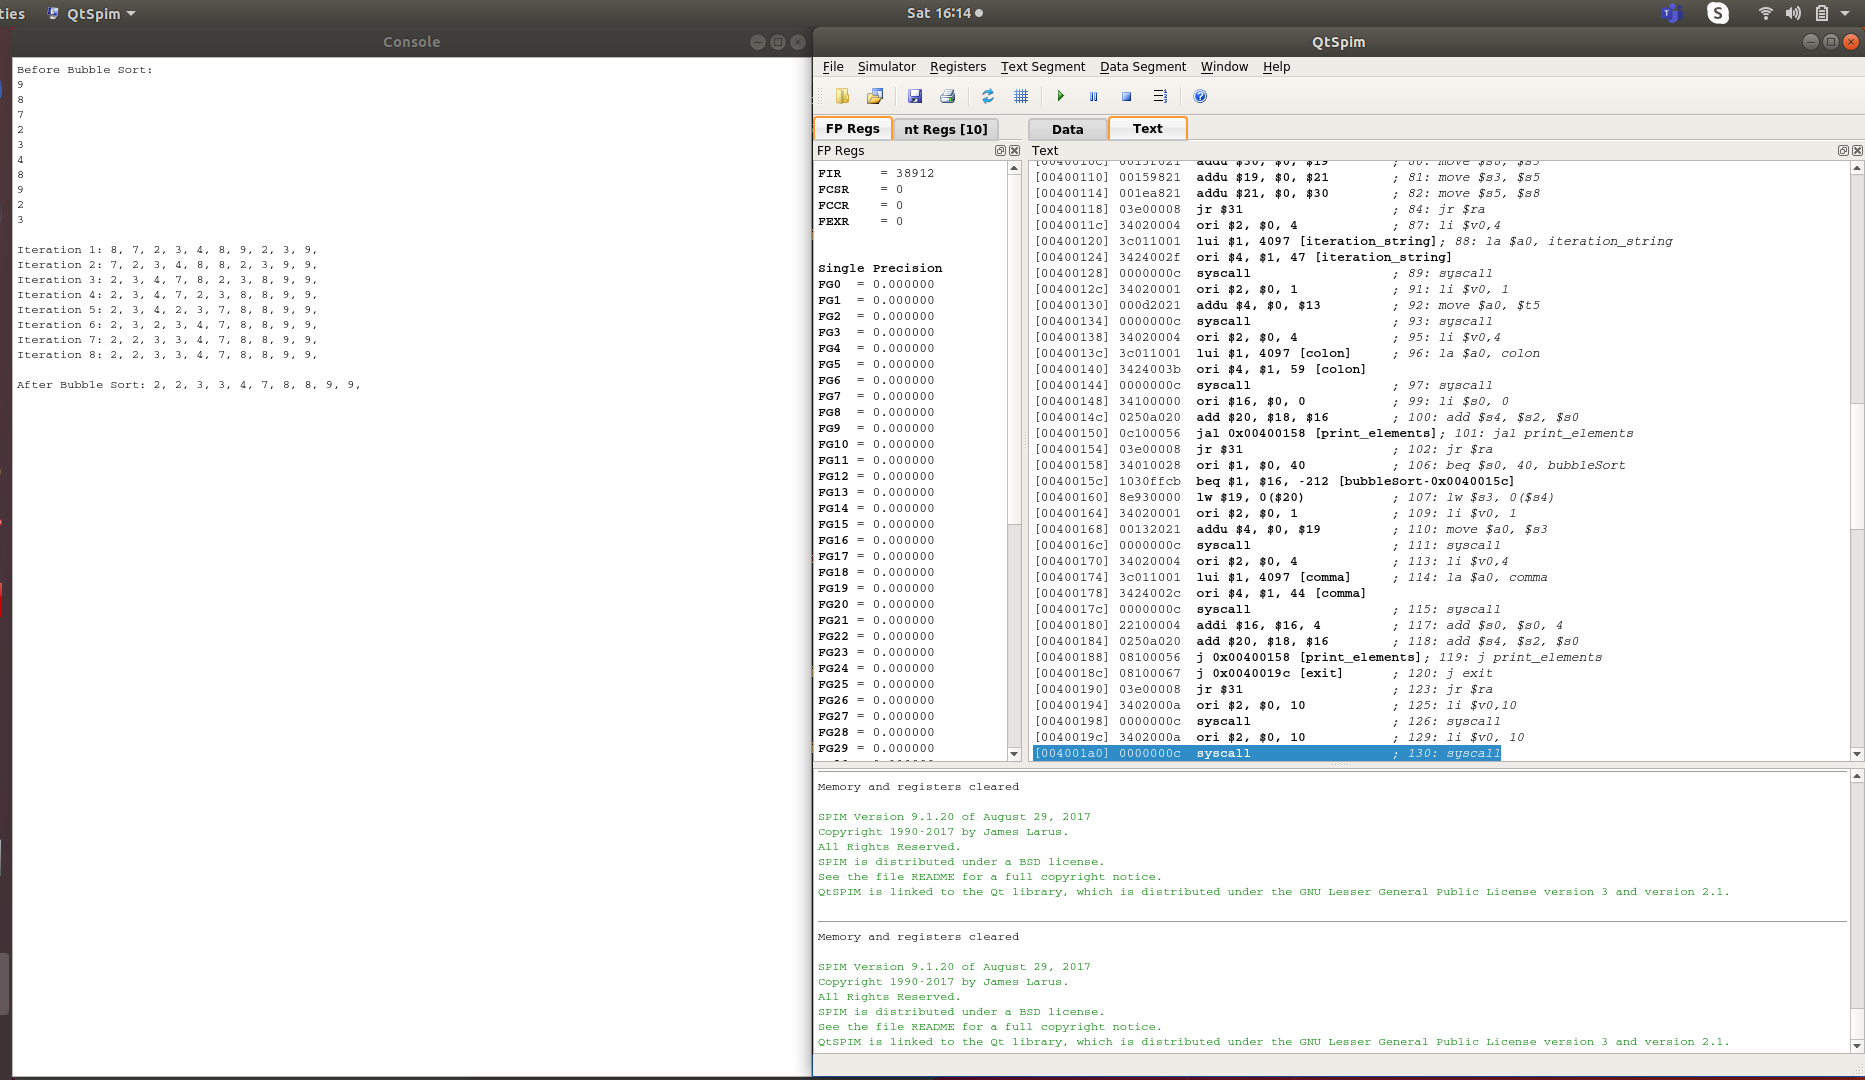 ties QtSpim
Sat 16:14
Console
Before Bubble Sort:
9
8
7
2
3
4
8
9
2
3
Iteration 1: 8, 7, 2, 3, 4, 8, 9, 2, 3, 9,
Iteration 2: 7, 2, 3, 4, 8, 8, 2, 3, 9, 9,
Iteration 3: 2, 3, 4, 7, 8, 2, 3, 8, 9, 9,
Iteration 4: 2, 3, 4, 7, 2, 3, 8, 8, 9, 9,
Iteration 5: 2, 3, 4, 2, 3, 7, 8, 8, 9, 9,
Iteration 6: 2, 3, 2, 3, 4, 7, 8, 8, 9, 9,
Iteration 7: 2, 2, 3, 3, 4, 7, 8, 8, 9, 9,
Iteration 8: 2, 2, 3, 3, 4, 7, 8, 8, 9, 9,
After Bubble Sort: 2, 2, 3, 3, 4, 7, 8, 8, 9, 9,
QtSpim
File Simulator Registers Text Segment Data Segment Window Help
FP Regs nt Regs [10]
FP Regs
FIR = 38912
FCSR = 0
FCCR = 0
FEXR = 0
Single Precision
FG0 = 0.000000
FG1 = 0.000000
FG2 = 0.000000
FG3 = 0.000000
FG4 = 0.000000
FG5 = 0.000000
FG6 = 0.000000
FG7 = 0.000000
FG8 = 0.000000
FG9 = 0.000000
FG10 = 0.000000
FG11 = 0.000000
FG12 = 0.000000
FG13 = 0.000000
FG14 = 0.000000
FG15 = 0.000000
FG16 = 0.000000
FG17 = 0.000000
FG18 = 0.000000
FG19 = 0.000000
FG20 = 0.000000
FG21 = 0.000000
FG22 = 0.000000
FG23 = 0.000000
FG24 = 0.000000
FG25 = 0.000000
FG26 = 0.000000
FG27 = 0.000000
FG28 = 0.000000
FG29 = 0.000000
Data Text
Text
[0040010c] 0013f021 addu $30, $0, $19 ; 80: move $s8, $s3
[00400110] 00159821 addu $19, $0, $21 ; 81: move $s3, $s5
[00400114] 001ea821 addu $21, $0, $30 ; 82: move $s5, $s8
[00400118] 03e00008 jr $31 ; 84: jr $ra
[0040011c] 34020004 ori $2, $0, 4 ; 87: li $v0,4
[00400120] 3c011001 lui $1, 4097 [iteration_string]; 88: la $a0, iteration_string
[00400124] 3424002f ori $4, $1, 47 [iteration_string]
[00400128] 0000000c syscall ; 89: syscall
[0040012c] 34020001 ori $2, $0, 1 ; 91: li $v0, 1
[00400130] 000d2021 addu $4, $0, $13 ; 92: move $a0, $t5
[00400134] 0000000c syscall ; 93: syscall
[00400138] 34020004 ori $2, $0, 4 ; 95: li $v0,4
[0040013c] 3c011001 lui $1, 4097 [colon] ; 96: la $a0, colon
[00400140] 3424003b ori $4, $1, 59 [colon]
[00400144] 0000000c syscall ; 97: syscall
[00400148] 34100000 ori $16, $0, 0 ; 99: li $s0, 0
[0040014c] 0250a020 add $20, $18, $16 ; 100: add $s4, $s2, $s0
[00400150] 0c100056 jal 0x00400158 [print_elements]; 101: jal print_elements
[00400154] 03e00008 jr $31 ; 102: jr $ra
[00400158] 34010028 ori $1, $0, 40 ; 106: beq $s0, 40, bubbleSort
[0040015c] 1030ffcb beq $1, $16, -212 [bubbleSort-0x0040015c]
[00400160] 8e930000 lw $19, 0($20) ; 107: lw $s3, 0($s4)
[00400164] 34020001 ori $2, $0, 1 ; 109: li $v0, 1
[00400168] 00132021 addu $4, $0, $19 ; 110: move $a0, $s3
[0040016c] 0000000c syscall ; 111: syscall
[00400170] 34020004 ori $2, $0, 4 ; 113: li $v0,4
[00400174] 3c011001 lui $1, 4097 [comma] ; 114: la $a0, comma
[00400178] 3424002c ori $4, $1, 44 [comma]
[0040017c] 0000000c syscall ; 115: syscall
[00400180] 22100004 addi $16, $16, 4 ; 117: add $s0, $s0, 4
[00400184] 0250a020 add $20, $18, $16 ; 118: add $s4, $s2, $s0
[00400188] 08100056 j 0x00400158 [print_elements]; 119: j print_elements
[0040018c] 08100067 j 0x0040019c [exit] ; 120: j exit
[00400190] 03e00008 jr $31 ; 123: jr $ra
[00400194] 3402000a ori $2, $0, 10 ; 125: li $v0,10
[00400198] 0000000c syscall ; 126: syscall
[0040019c] 3402000a ori $2, $0, 10 ; 129: li $v0, 10
[004001a0] 0000000c syscall ; 130: syscall
Memory and registers cleared
SPIM Version 9.1.20 of August 29, 2017
Copyright 1990-2017 by James Larus.
All Rights Reserved.
SPIM is distributed under a BSD license.
See the file README for a full copyright notice.
QtSPIM is linked to the Qt library, which is distributed under the GNU Lesser General Public License version 3 and version 2.1.
Memory and registers cleared
SPIM Version 9.1.20 of August 29, 2017
Copyright 1990-2017 by James Larus.
All Rights Reserved.
SPIM is distributed under a BSD license.
See the file README for a full copyright notice.
QtSPIM is linked to the Qt library, which is distributed under the GNU Lesser General Public License version 3 and version 2.1.